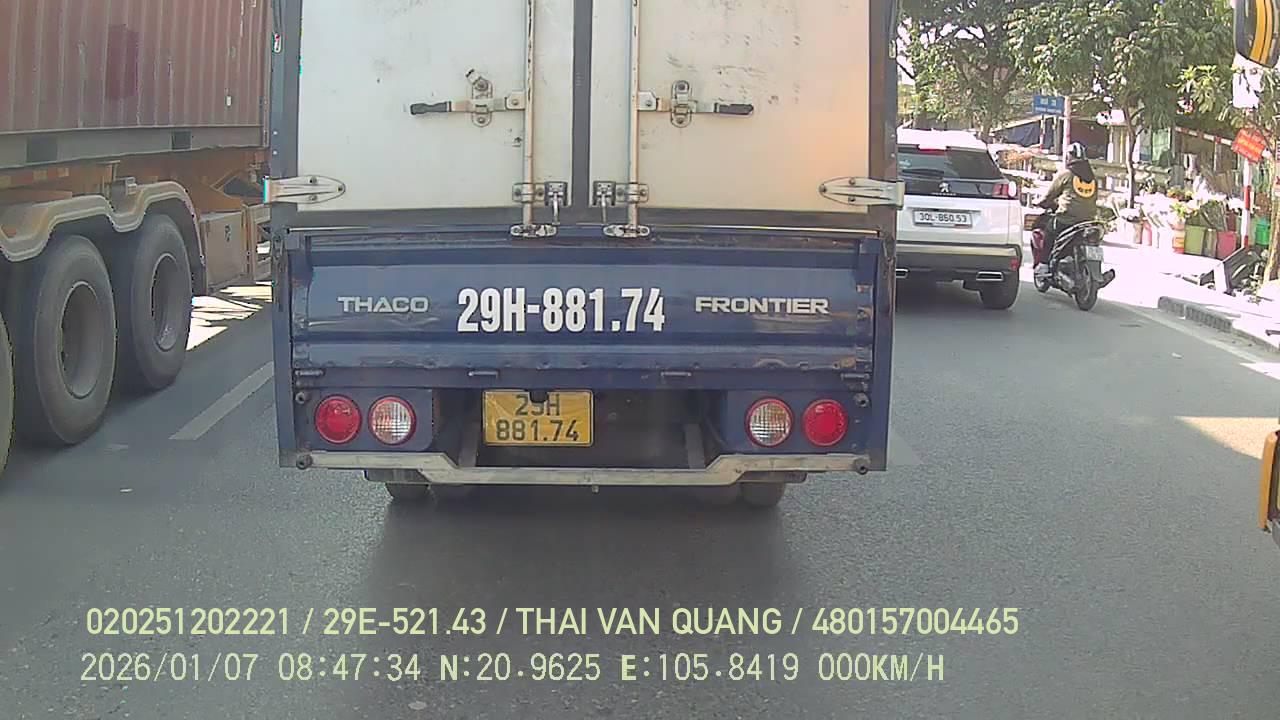 30L-860.53
THACO 29H-881.74 FRONTIER
29H
881.74
020251202221 / 29E-521.43 / THAI VAN QUANG / 480157004465
2026/01/07 08:47:34 N:20.9625 E:105.8419 000KM/H